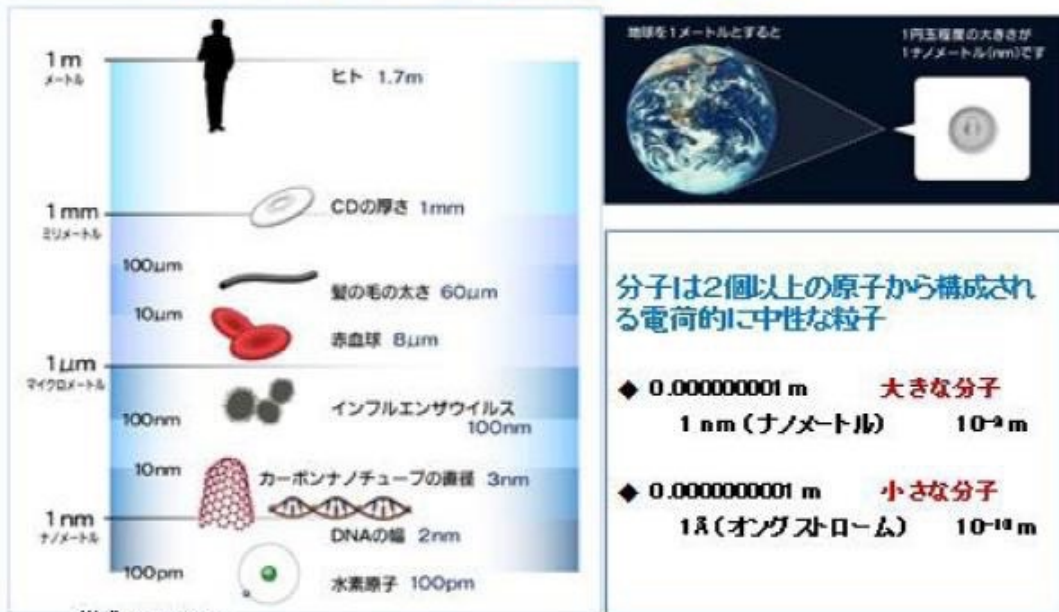 1m
メートル
ヒト 1.7m
1mm
ミリメートル
CDの厚さ 1mm
100μm
髪の毛の太さ 60μm
10μm
赤血球 8μm
1μm
マイクロメートル
インフルエンザウイルス
100nm
100nm
10nm
カーボンナノチューブの直径 3nm
1nm
ナノメートル
DNAの幅 2nm
100pm
水素原子 100pm
地球を1メートルとすると
1円玉程度の大きさが
1ナノメートル(nm)です
分子は2個以上の原子から構成され
る電荷的に中性な粒子
◆ 0.000000001 m 大きな分子
1 nm (ナノメートル) 10⁻⁹ m
◆ 0.0000000001 m 小さな分子
1Å (オングストローム) 10⁻¹⁰ m